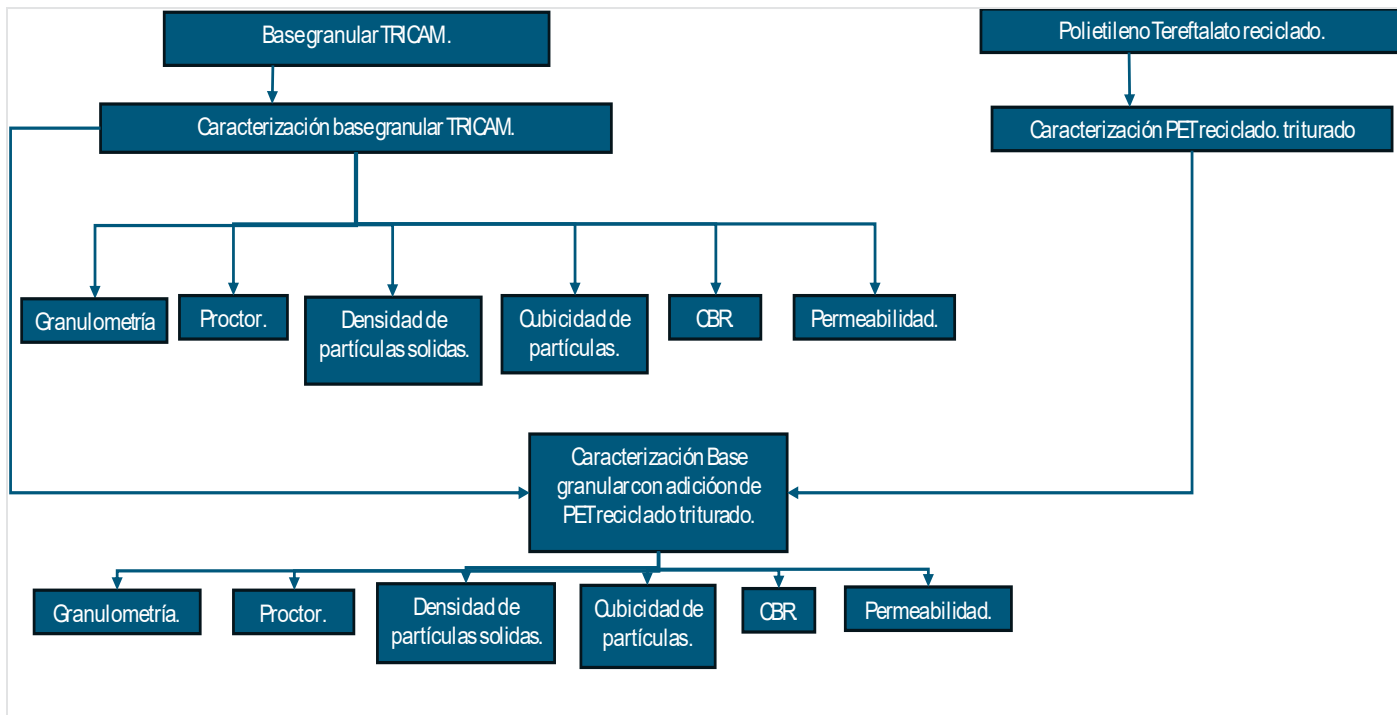 Base granular TRICAM.
Polietileno Tereftalato reciclado.
Caracterización base granular TRICAM.
Caracterización PET reciclado. triturado
Granulometría
Proctor.
Densidad de
partículas solidas.
Cubicidad de
partículas.
CBR.
Permeabilidad.
Caracterización Base
granular con adicióon de
PET reciclado triturado.
Granulometría.
Proctor.
Densidad de
partículas solidas.
Cubicidad de
partículas.
CBR.
Permeabilidad.